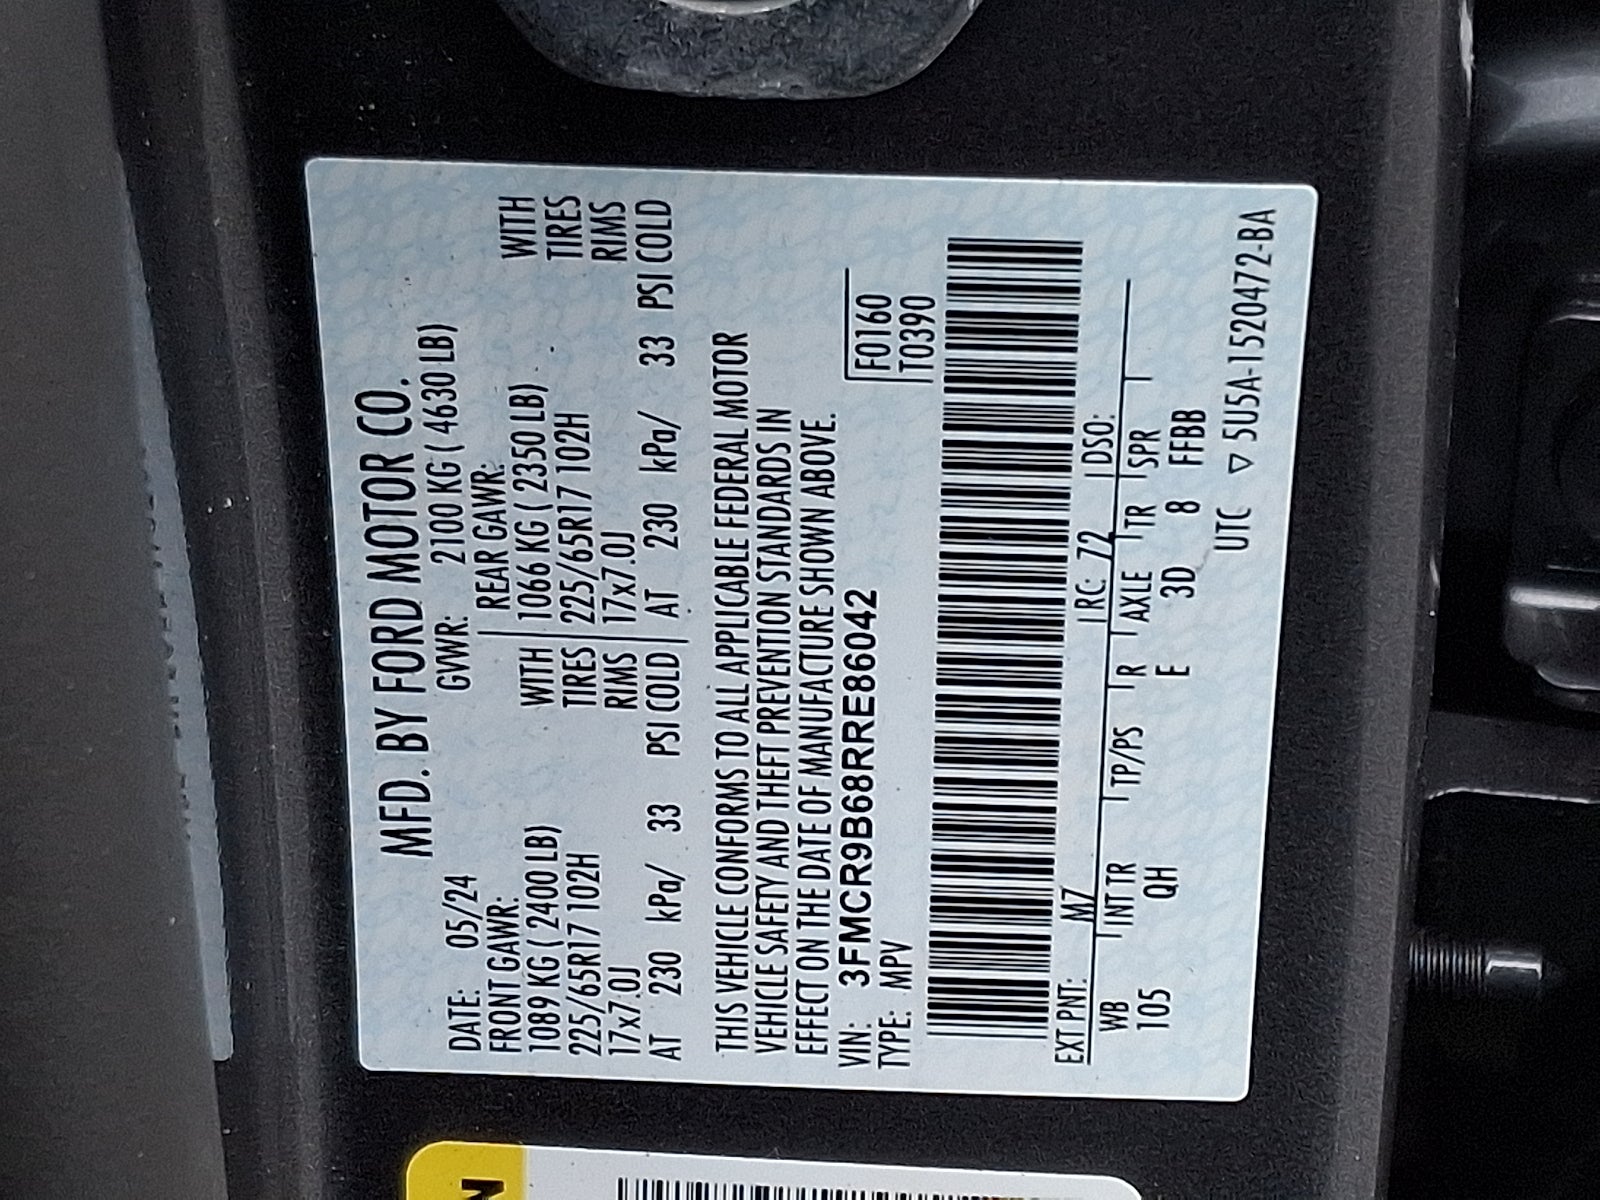 MFD. BY FORD MOTOR CO.
DATE: 05/24 GVWR: 2100 KG ( 4630 LB)
FRONT GAWR: REAR GAWR:
1089 KG ( 2400 LB) WITH 1066 KG ( 2350 LB) WITH
225/65R17 102H TIRES 225/65R17 102H TIRES
17x7.0J RIMS 17x7.0J RIMS
AT 230 kPa/ 33 PSI COLD AT 230 kPa/ 33 PSI COLD
THIS VEHICLE CONFORMS TO ALL APPLICABLE FEDERAL MOTOR
VEHICLE SAFETY AND THEFT PREVENTION STANDARDS IN
EFFECT ON THE DATE OF MANUFACTURE SHOWN ABOVE.
VIN: 3FMCR9B68RRE86042 F0160
TYPE: MPV T0390
EXT PNT: M7 RC: 72 DSO:
WB INT TR TP/PS R AXLE TR SPR
105 QH E 3D 8 FFBB
UTC ▽ 5U5A-1520472-BA
N